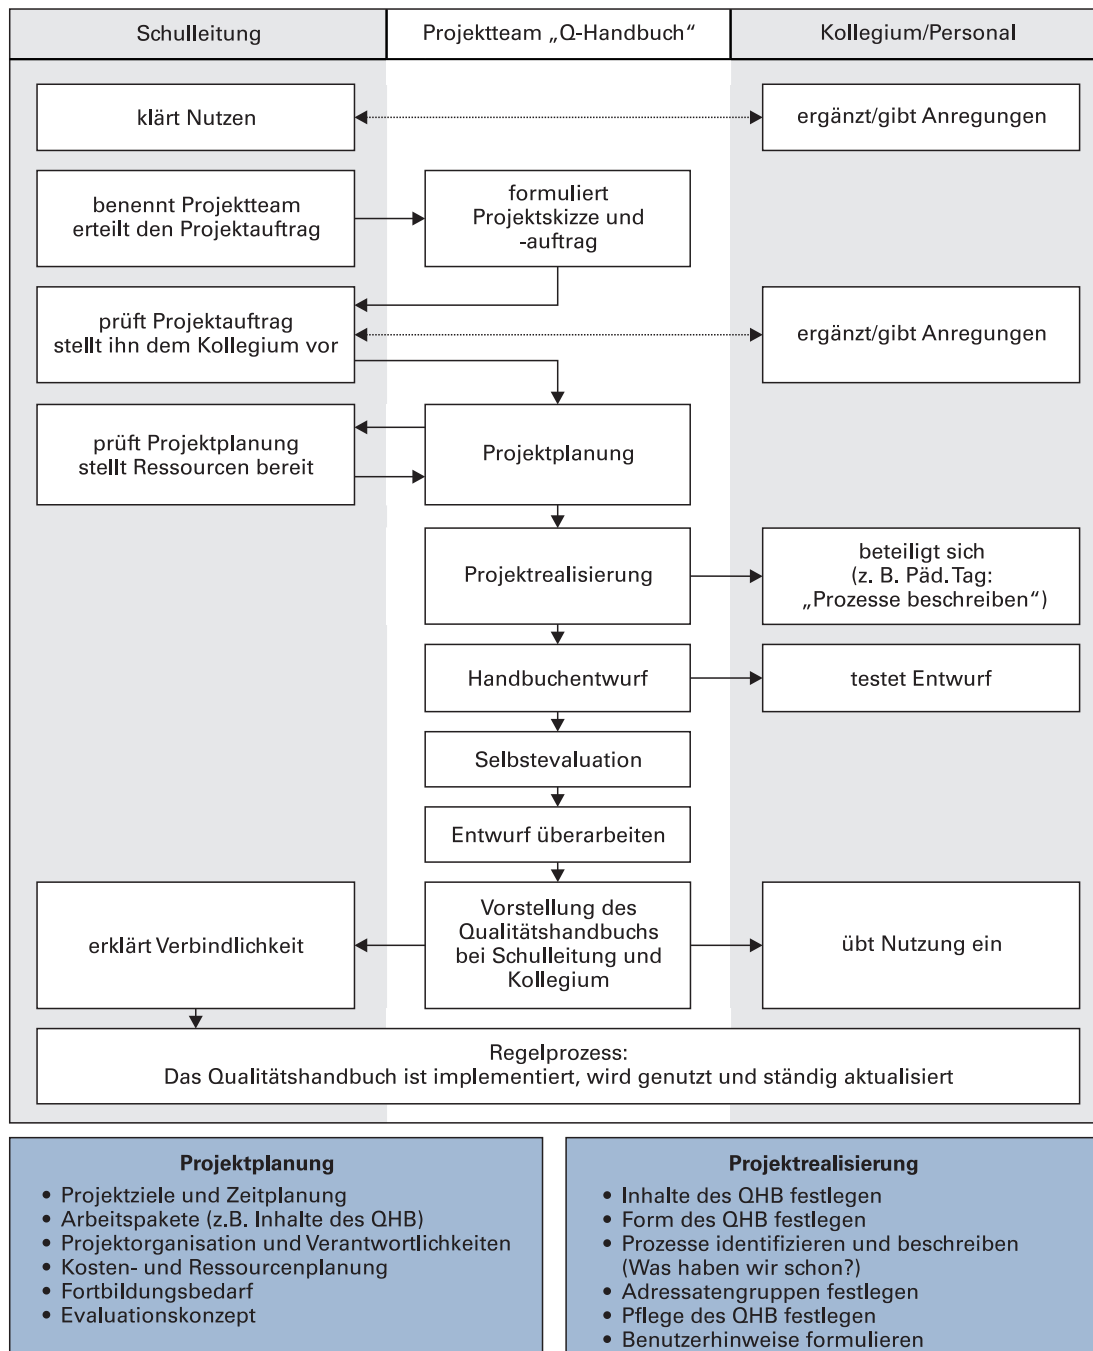 Schulleitung
Projektteam „Q-Handbuch“
Kollegium/Personal
klärt Nutzen
ergänzt/gibt Anregungen
benennt Projektteam
erteilt den Projektauftrag
formuliert
Projektskizze und
-auftrag
prüft Projektauftrag
stellt ihn dem Kollegium vor
ergänzt/gibt Anregungen
prüft Projektplanung
stellt Ressourcen bereit
Projektplanung
Projektrealisierung
beteiligt sich
(z. B. Päd. Tag:
„Prozesse beschreiben“)
Handbuchentwurf
testet Entwurf
Selbstevaluation
Entwurf überarbeiten
erklärt Verbindlichkeit
Vorstellung des
Qualitätshandbuchs
bei Schulleitung und
Kollegium
übt Nutzung ein
Regelprozess:
Das Qualitätshandbuch ist implementiert, wird genutzt und ständig aktualisiert
Projektplanung
• Projektziele und Zeitplanung
• Arbeitspakete (z.B. Inhalte des QHB)
• Projektorganisation und Verantwortlichkeiten
• Kosten- und Ressourcenplanung
• Fortbildungsbedarf
• Evaluationskonzept
Projektrealisierung
• Inhalte des QHB festlegen
• Form des QHB festlegen
• Prozesse identifizieren und beschreiben
(Was haben wir schon?)
• Adressatengruppen festlegen
• Pflege des QHB festlegen
• Benutzerhinweise formulieren